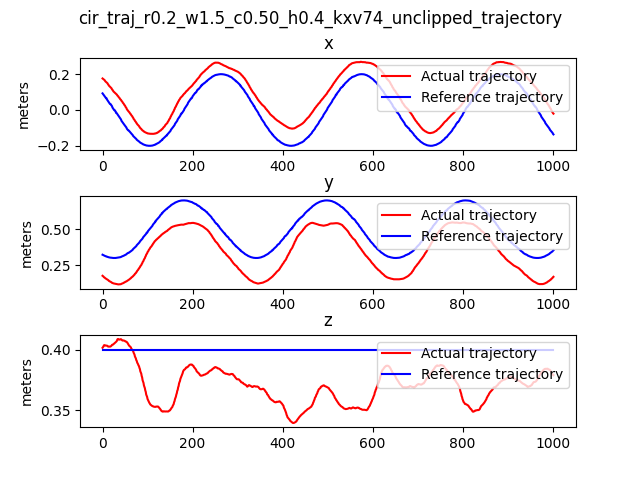 cir_traj_r0.2_w1.5_c0.50_h0.4_kxv74_unclipped_trajectory
x
meters
0.2
0.0
−0.2
Actual trajectory
Reference trajectory
0 200 400 600 800 1000
y
meters
0.50
0.25
Actual trajectory
Reference trajectory
0 200 400 600 800 1000
z
meters
0.40
0.35
Actual trajectory
Reference trajectory
0 200 400 600 800 1000